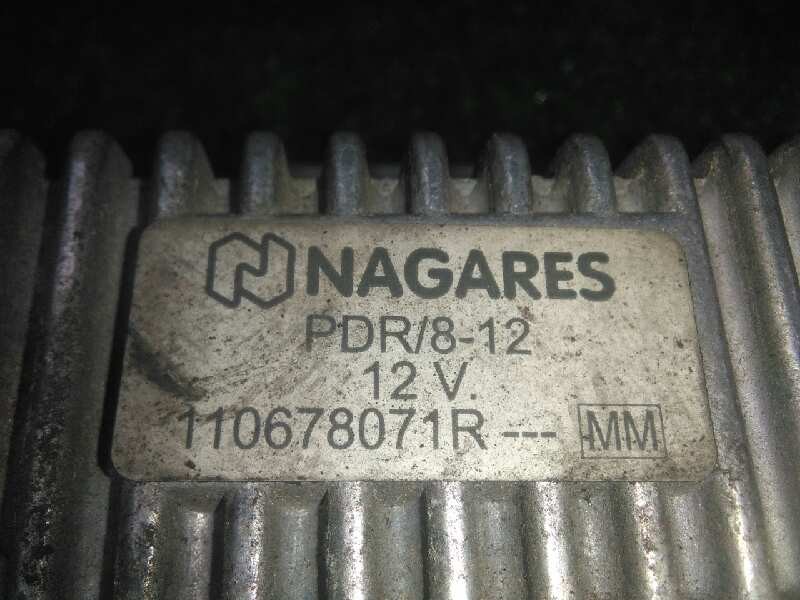 NAGARES
PDR/8-12
12 V.
110678071R --- MM